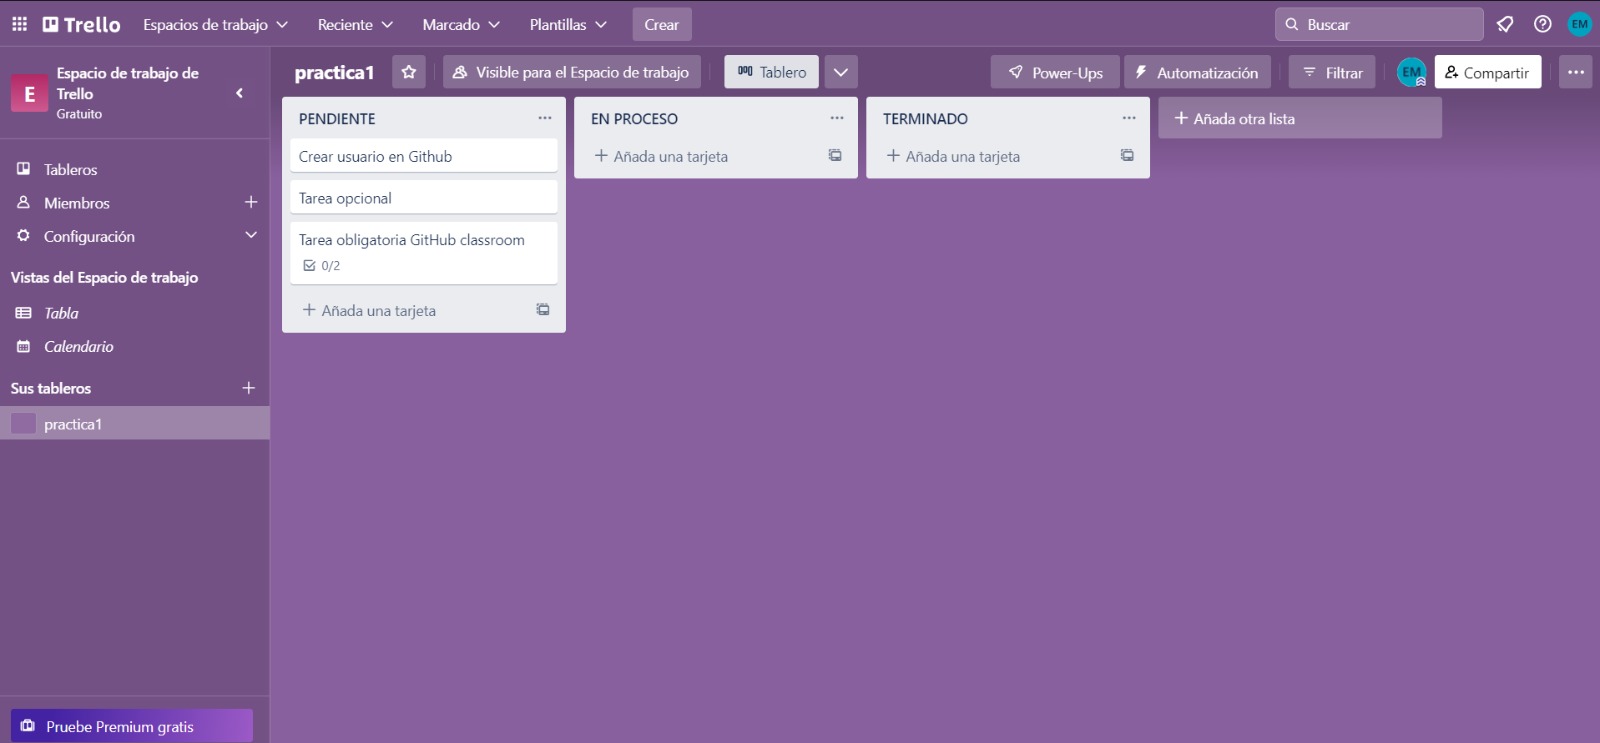 Trello
Espacios de trabajo
Reciente
Marcado
Plantillas
Crear
Buscar
EM
E
Espacio de trabajo de
Trello
Gratuito
practica1
Visible para el Espacio de trabajo
Tablero
Power-Ups
Automatización
Filtrar
EM
Compartir
Tableros
Miembros
Configuración
Vistas del Espacio de trabajo
Tabla
Calendario
Sus tableros
practica1
Pruebe Premium gratis
PENDIENTE
Crear usuario en Github
Tarea opcional
Tarea obligatoria GitHub classroom
0/2
Añada una tarjeta
EN PROCESO
Añada una tarjeta
TERMINADO
Añada una tarjeta
Añada otra lista